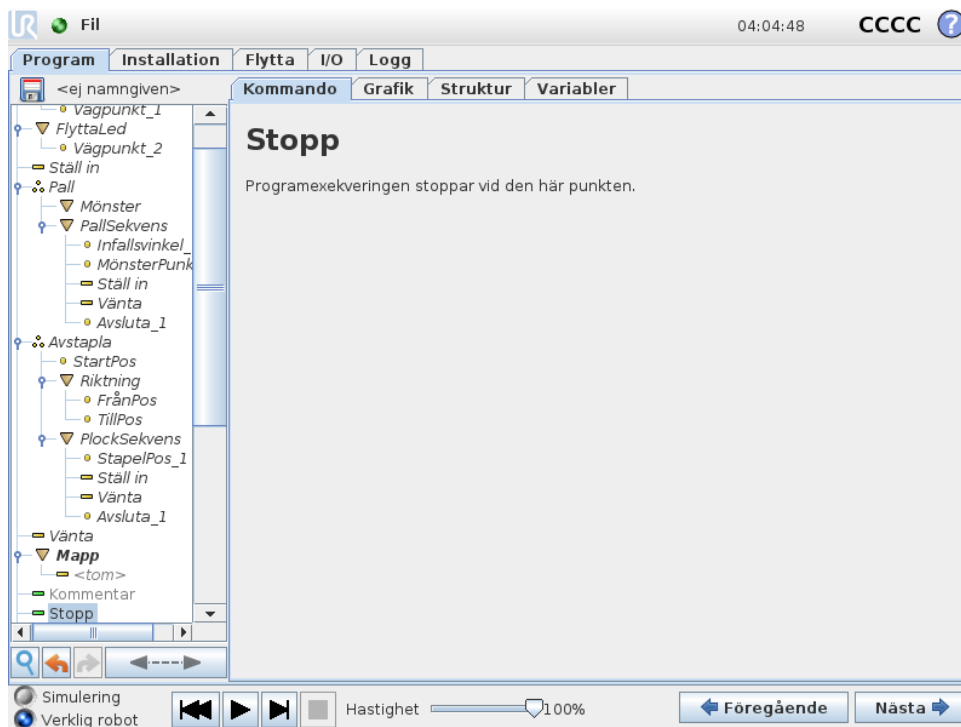 UR Fil 04:04:48 CCCC ?
Program Installation Flytta I/O Logg
<ej namngiven>
Kommando Grafik Struktur Variabler
Vägpunkt_1
FlyttaLed
Vägpunkt_2
Ställ in
Pall
Mönster
PallSekvens
Infallsvinkel_
MönsterPunk
Ställ in
Vänta
Avsluta_1
Avstapla
StartPos
Riktning
FrånPos
TillPos
PlockSekvens
StapelPos_1
Ställ in
Vänta
Avsluta_1
Vänta
Mapp
<tom>
Kommentar
Stopp
Stopp
Programexekveringen stoppar vid den här punkten.
Simulering
Verklig robot
Hastighet 100%
Föregående Nästa